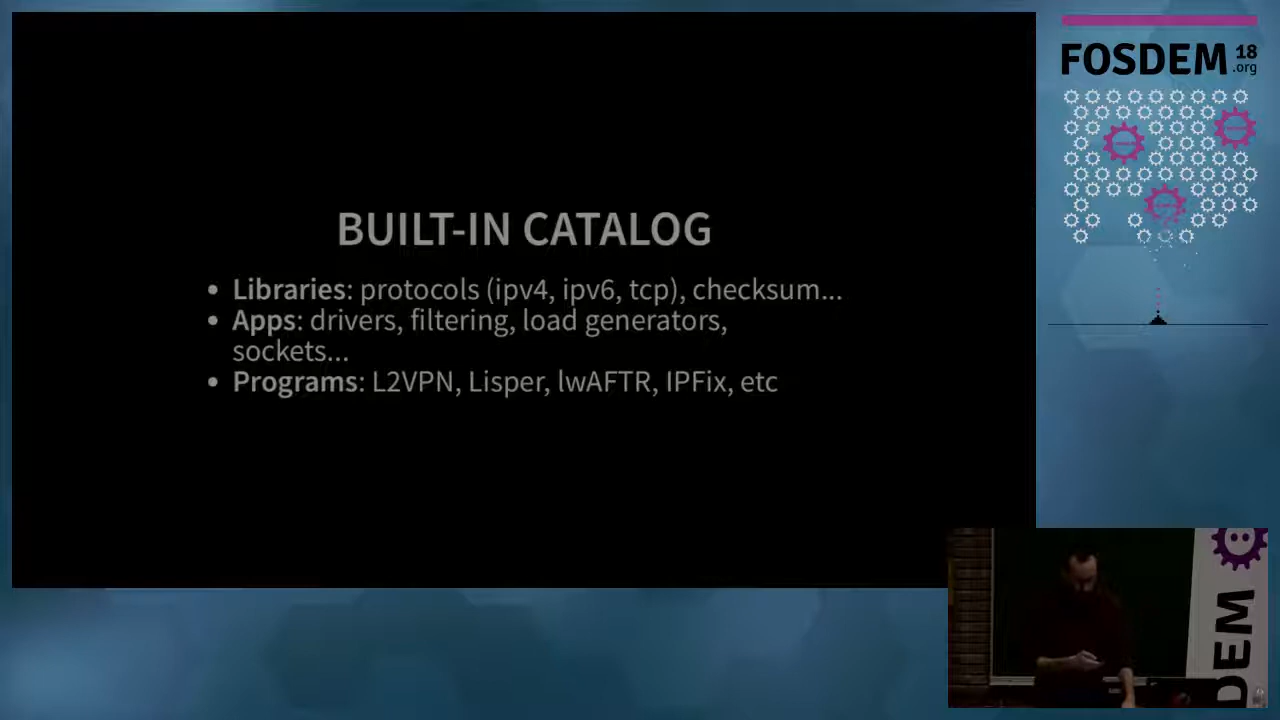 FOSDEM 18
.org
BUILT-IN CATALOG
• Libraries: protocols (ipv4, ipv6, tcp), checksum...
• Apps: drivers, filtering, load generators,
sockets...
• Programs: L2VPN, Lisper, lwAFTR, IPFix, etc
DEM